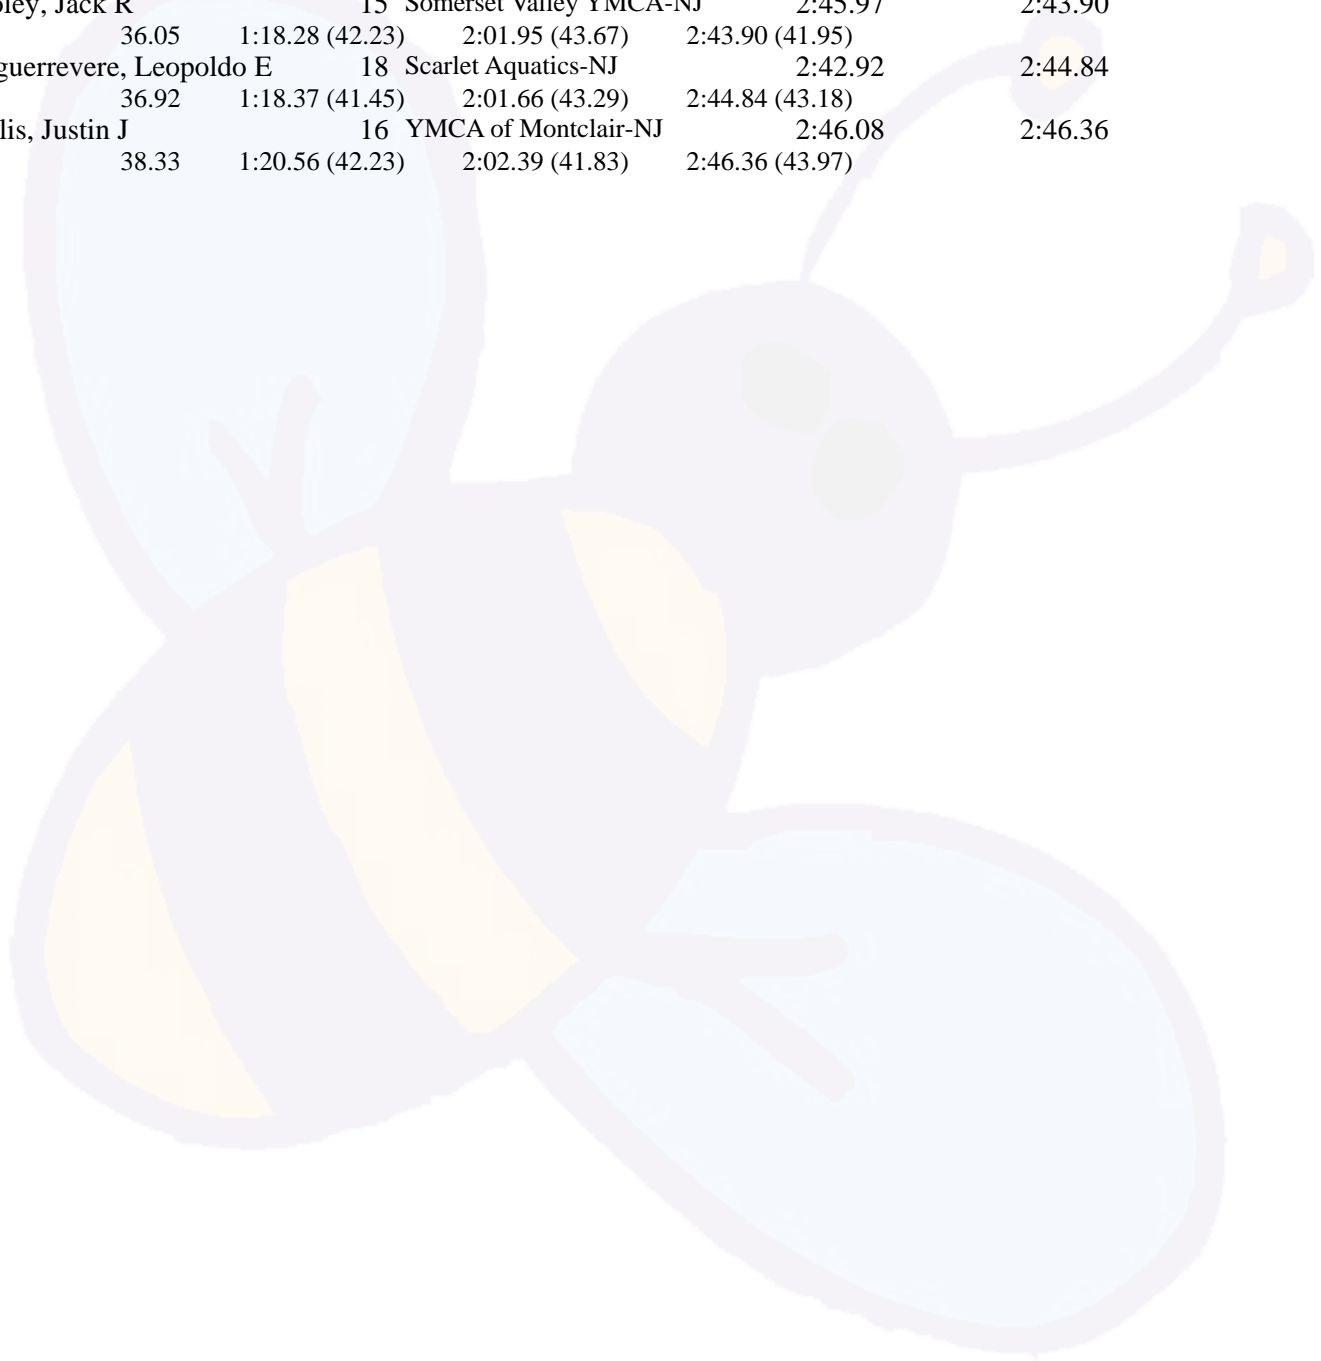 oley, Jack R 15 Somerset Valley YMCA-NJ 2:45.97 2:43.90
36.05 1:18.28 (42.23) 2:01.95 (43.67) 2:43.90 (41.95)
guerrevere, Leopoldo E 18 Scarlet Aquatics-NJ 2:42.92 2:44.84
36.92 1:18.37 (41.45) 2:01.66 (43.29) 2:44.84 (43.18)
lis, Justin J 16 YMCA of Montclair-NJ 2:46.08 2:46.36
38.33 1:20.56 (42.23) 2:02.39 (41.83) 2:46.36 (43.97)